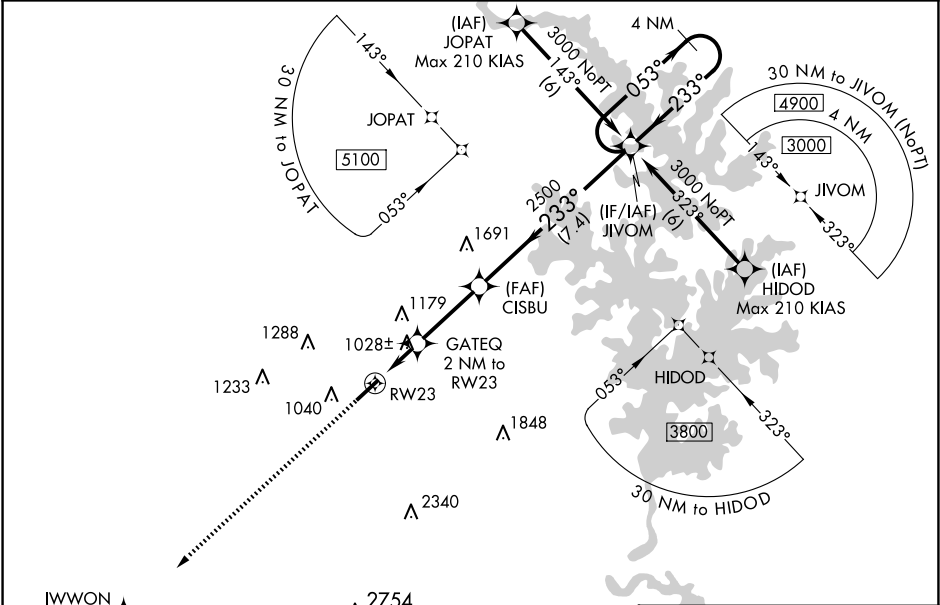 (IAF)
JOPAT
Max 210 KIAS
3000 NoPT
143°
(6)
4 NM
053°
233°
143°
30 NM to JOPAT
JOPAT
5100
053°
30 NM to JIVOM (NoPT)
4900
4 NM
3000
143°
JIVOM
323°
2500
233°
(7.4)
(IF/IAF)
JIVOM
3000 NoPT
323°
(6)
(IAF)
HIDOD
Max 210 KIAS
1691
(FAF)
CISBU
1179
1288
1028±
GATEQ
2 NM to
RW23
1233
1040
RW23
HIDOD
053°
323°
3800
30 NM to HIDOD
1848
2340
IWWON
2754